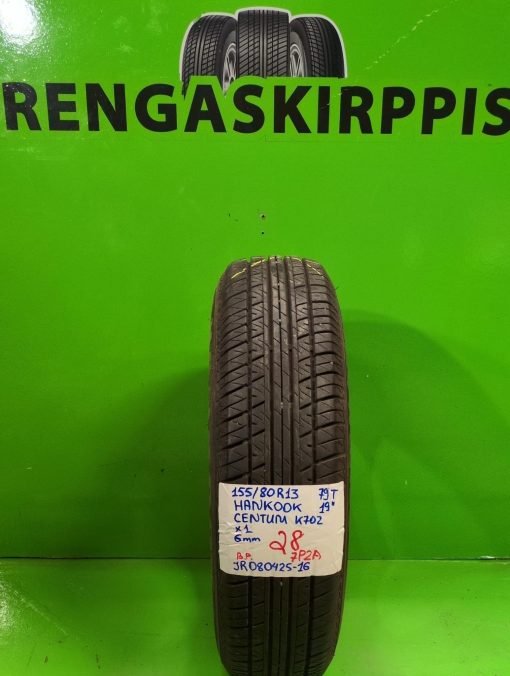 RENGASKIRPPIS
155/80R13 79T
HANKOOK 19"
CENTUM K702
x1
6mm 28
B.P. 7P2A
JR080425-16